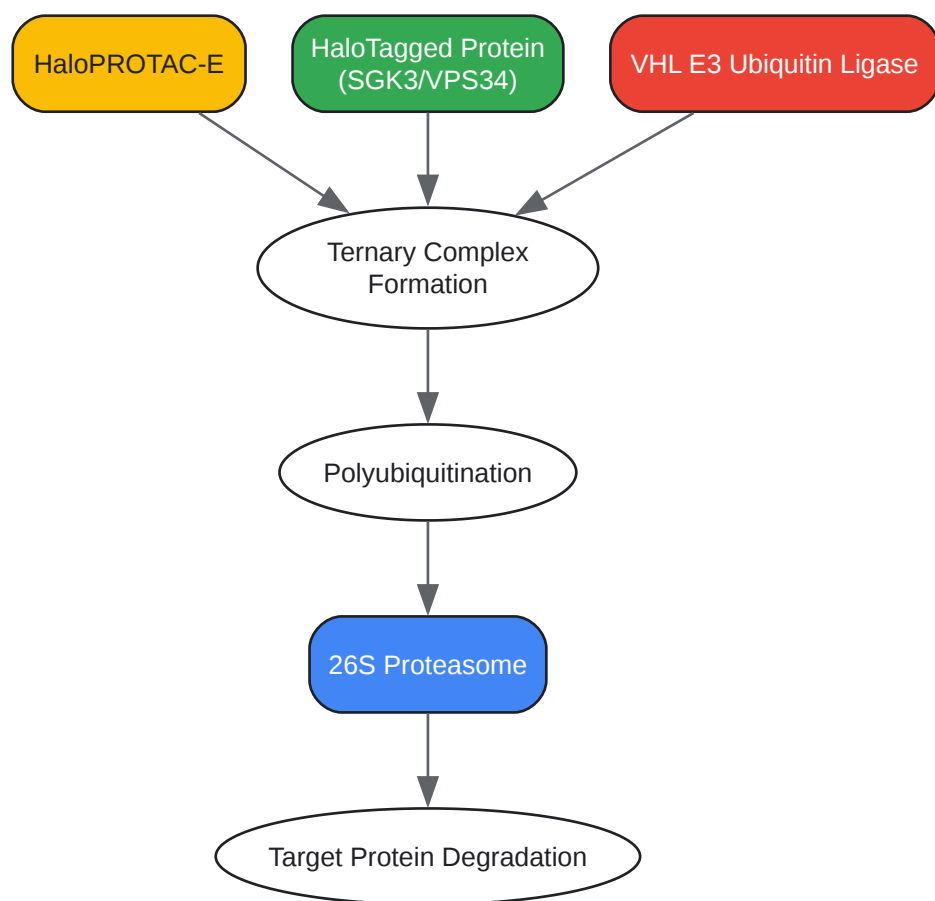 HaloPROTAC-E
HaloTagged Protein
(SGK3/VPS34)
VHL E3 Ubiquitin Ligase
Ternary Complex
Formation
Polyubiquitination
26S Proteasome
Target Protein Degradation